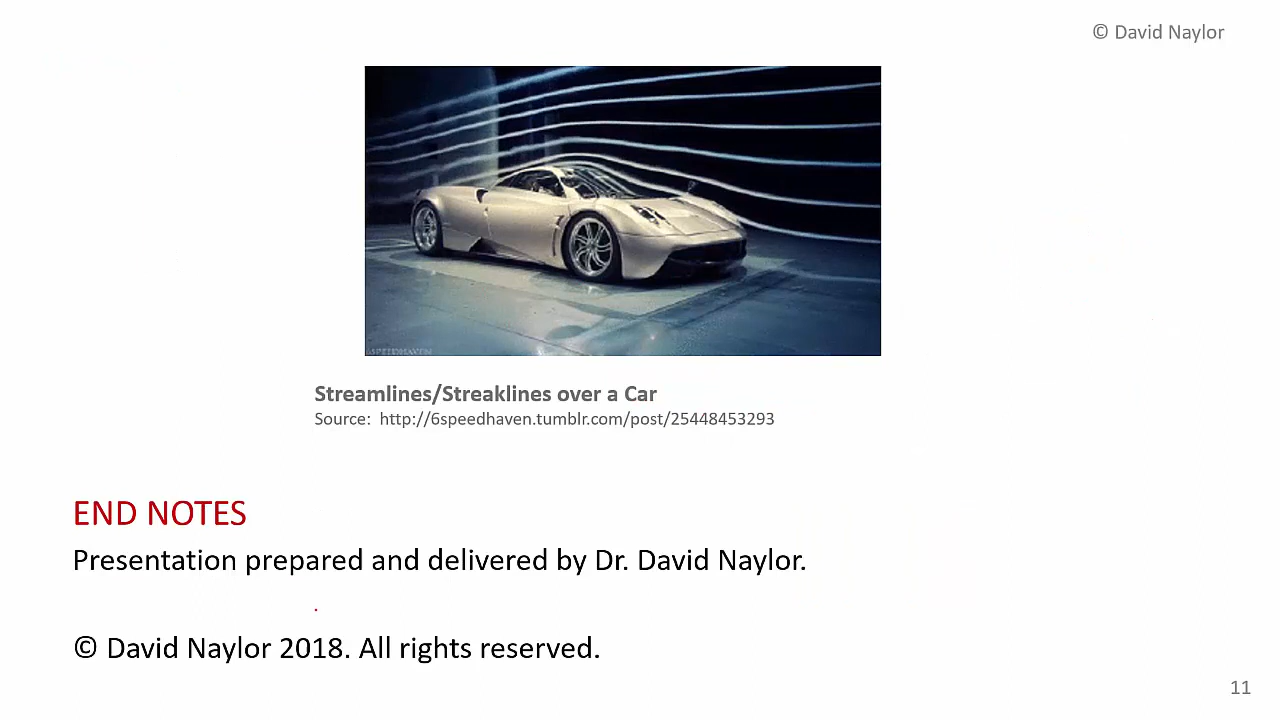 © David Naylor
6SPEEDHAVEN
Streamlines/Streaklines over a Car
Source: http://6speedhaven.tumblr.com/post/25448453293
END NOTES
Presentation prepared and delivered by Dr. David Naylor.
© David Naylor 2018. All rights reserved.
11